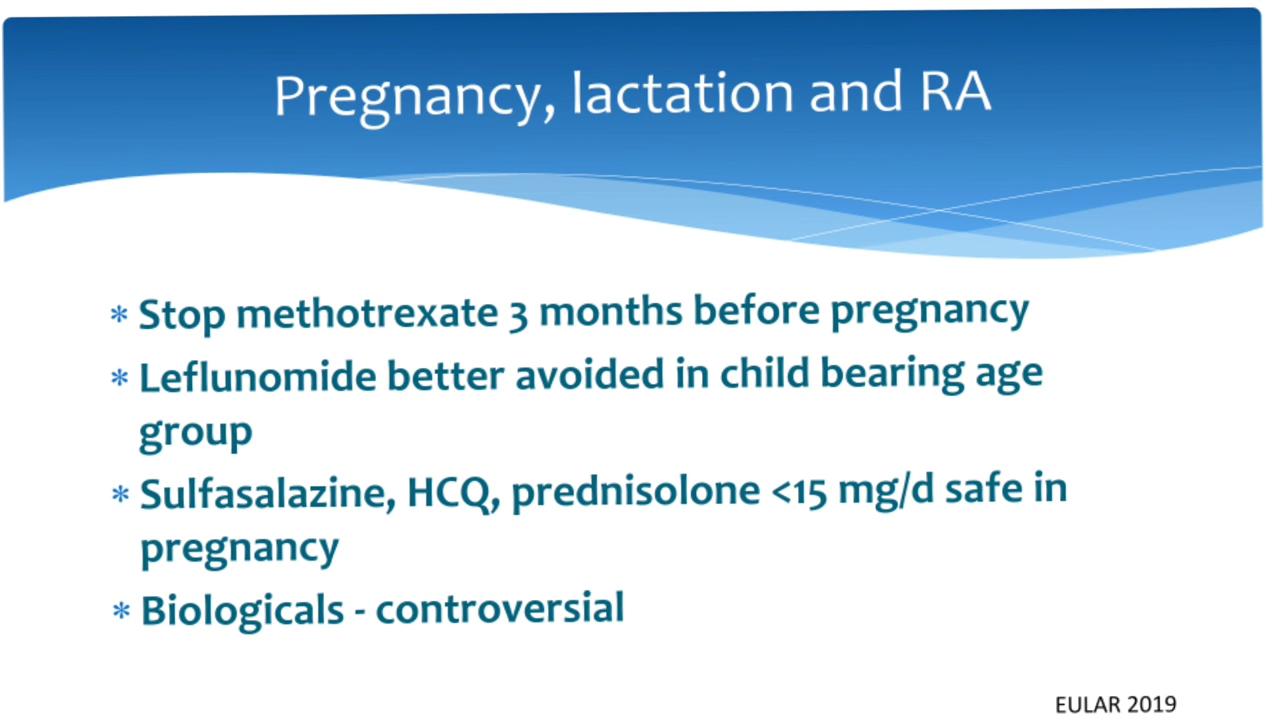 Pregnancy, lactation and RA
* Stop methotrexate 3 months before pregnancy
* Leflunomide better avoided in child bearing age
group
* Sulfasalazine, HCQ, prednisolone <15 mg/d safe in
pregnancy
* Biologicals - controversial
EULAR 2019